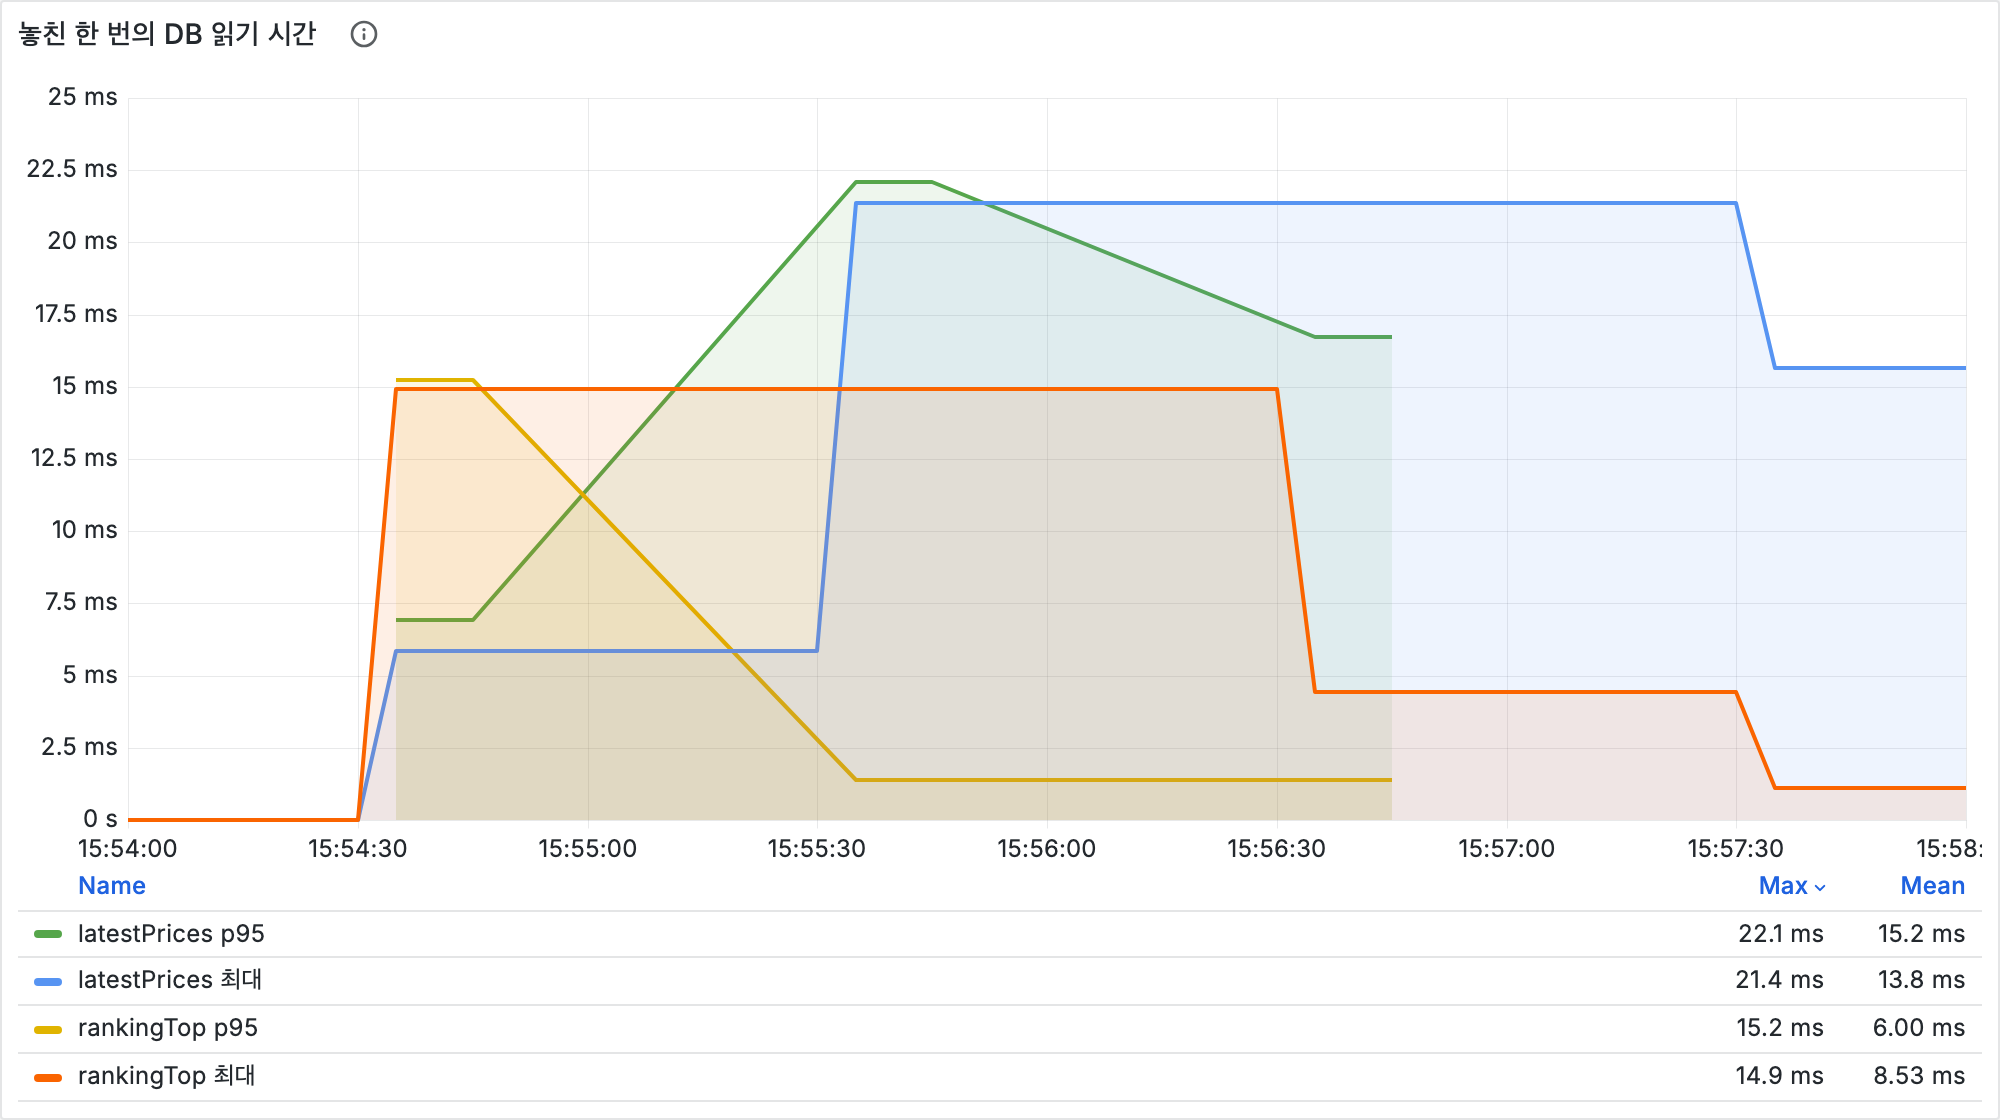 놓친 한 번의 DB 읽기 시간
25 ms
22.5 ms
20 ms
17.5 ms
15 ms
12.5 ms
10 ms
7.5 ms
5 ms
2.5 ms
0 s
15:54:00 15:54:30 15:55:00 15:55:30 15:56:00 15:56:30 15:57:00 15:57:30 15:58:
Name Max Mean
latestPrices p95 22.1 ms 15.2 ms
latestPrices 최대 21.4 ms 13.8 ms
rankingTop p95 15.2 ms 6.00 ms
rankingTop 최대 14.9 ms 8.53 ms